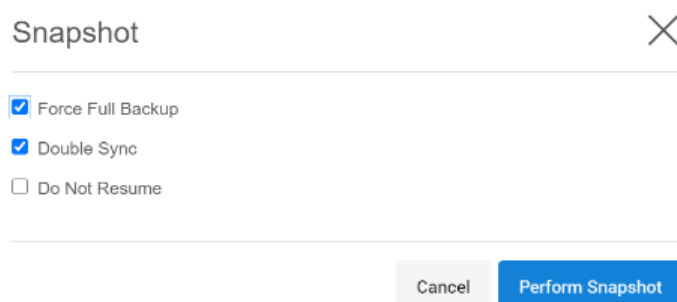 Snapshot
Force Full Backup
Double Sync
Do Not Resume
Cancel
Perform Snapshot